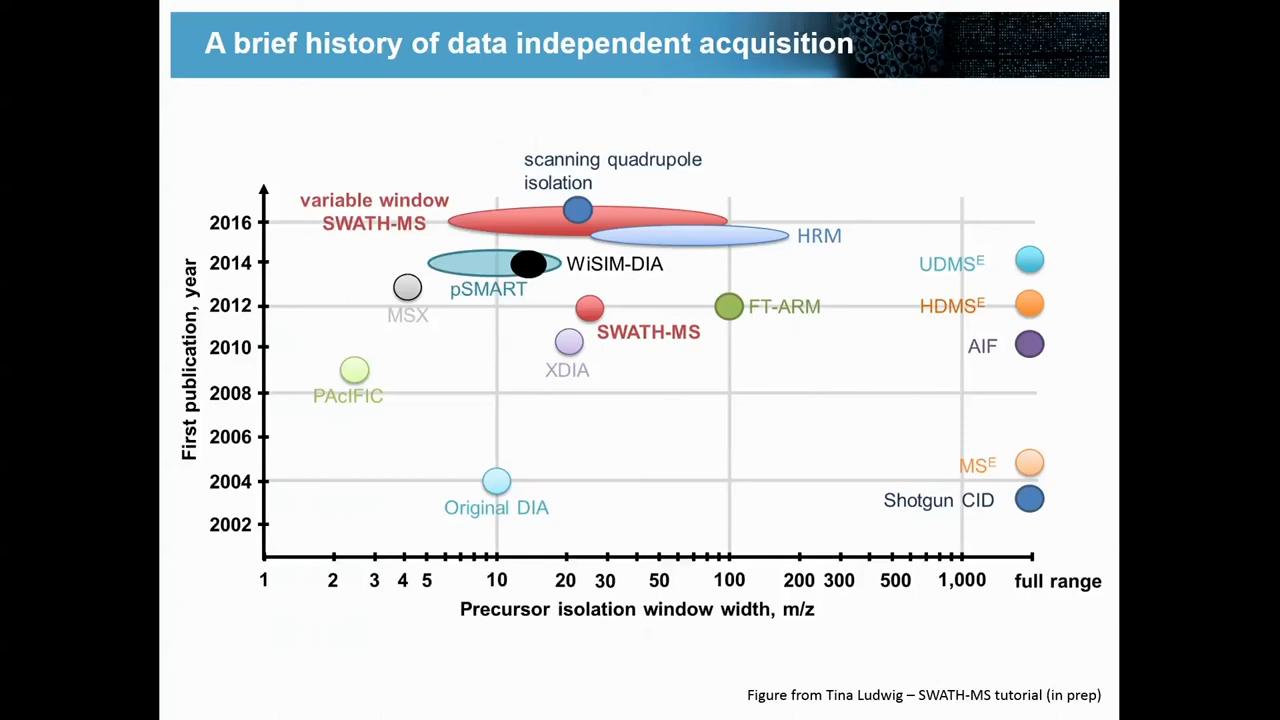 A brief history of data independent acquisition
scanning quadrupole
isolation
variable window
SWATH-MS
HRM
WiSIM-DIA
pSMART
MSX
UDMSᴱ
FT-ARM
HDMSᴱ
SWATH-MS
AIF
XDIA
PAcIFIC
MSᴱ
Shotgun CID
Original DIA
First publication, year
2016
2014
2012
2010
2008
2006
2004
2002
1 2 3 4 5 10 20 30 50 100 200 300 500 1,000 full range
Precursor isolation window width, m/z
Figure from Tina Ludwig – SWATH-MS tutorial (in prep)